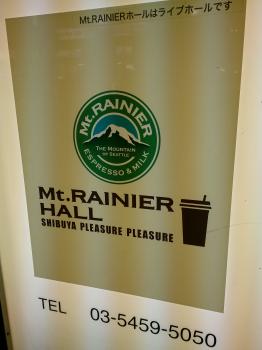 Mt.RAINIERホールはライブホールです
Mt.RAINIER
THE MOUNTAIN
OF SEATTLE
ESPRESSO & MILK
Mt.RAINIER
HALL
SHIBUYA PLEASURE PLEASURE
TEL 03-5459-5050